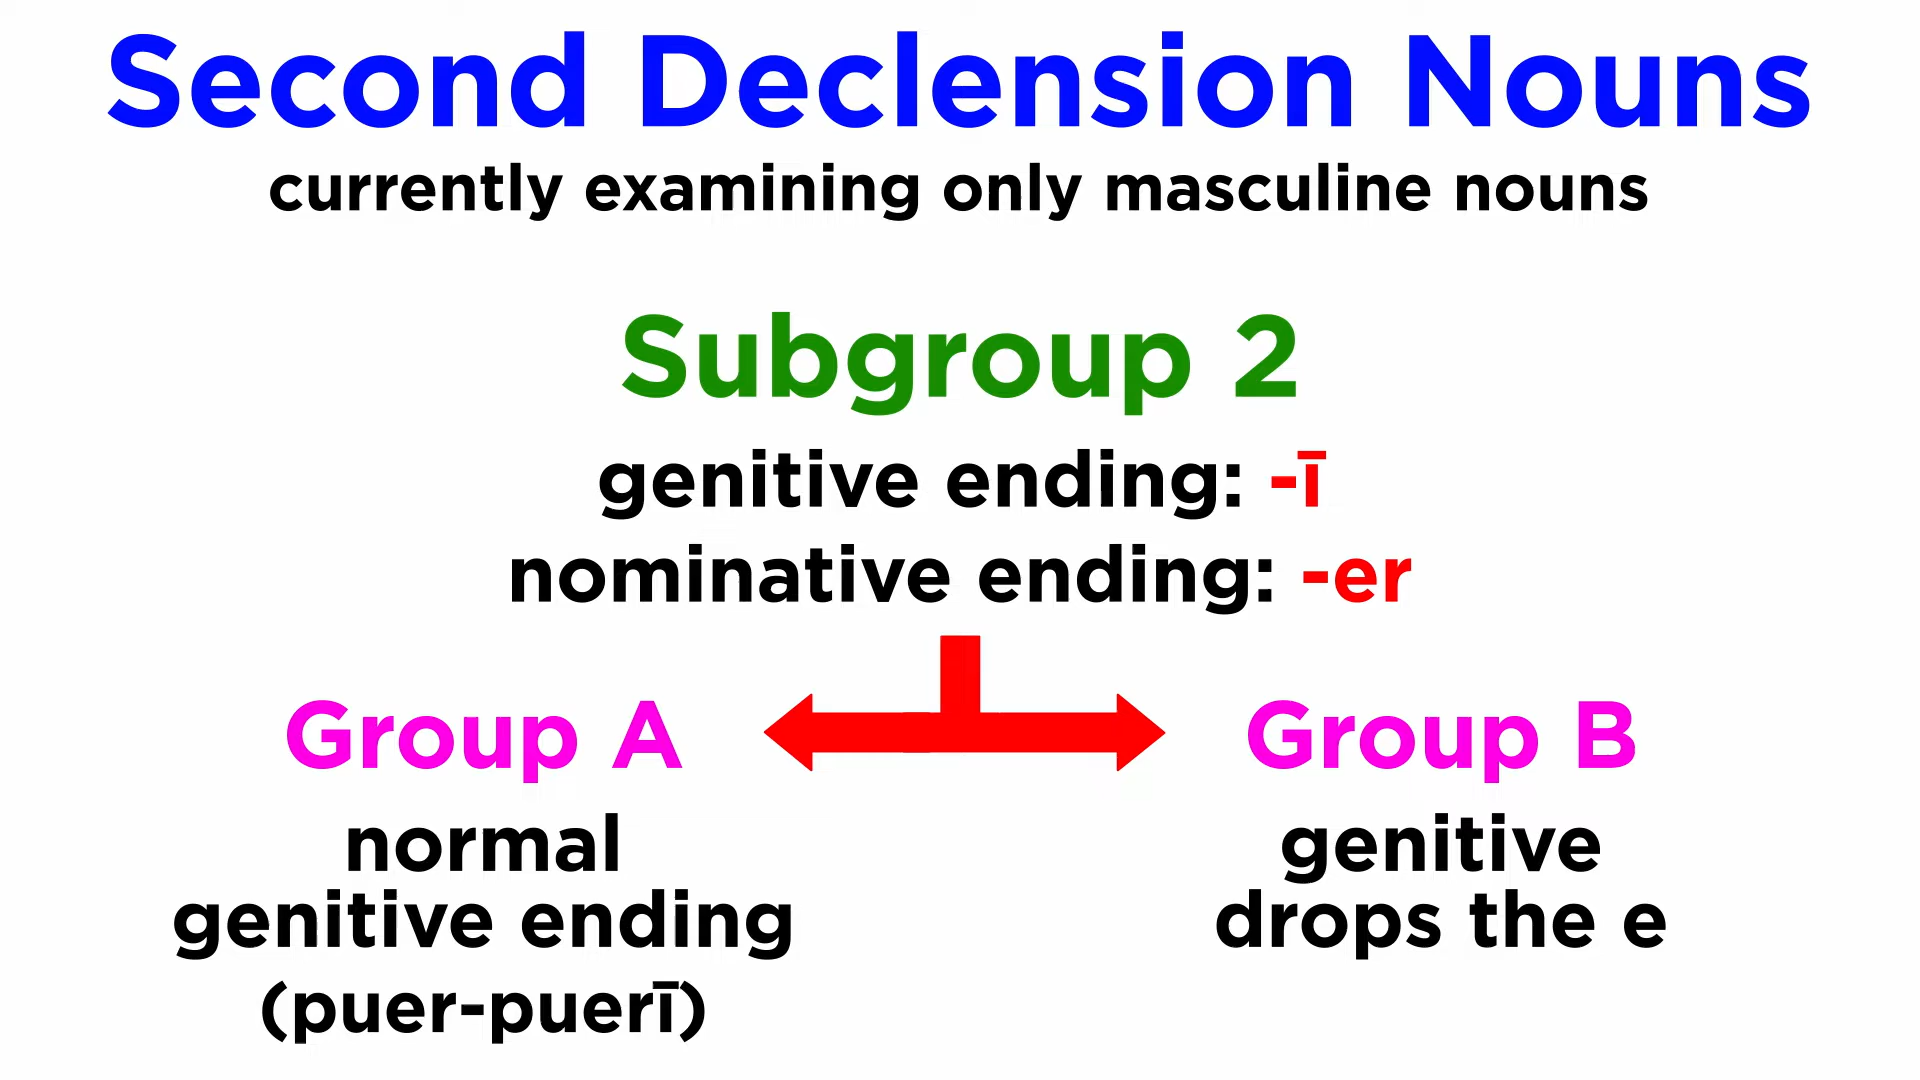 Second Declension Nouns
currently examining only masculine nouns
Subgroup 2
genitive ending: -ī
nominative ending: -er
Group A
normal
genitive ending
(puer-puerī)
Group B
genitive
drops the e